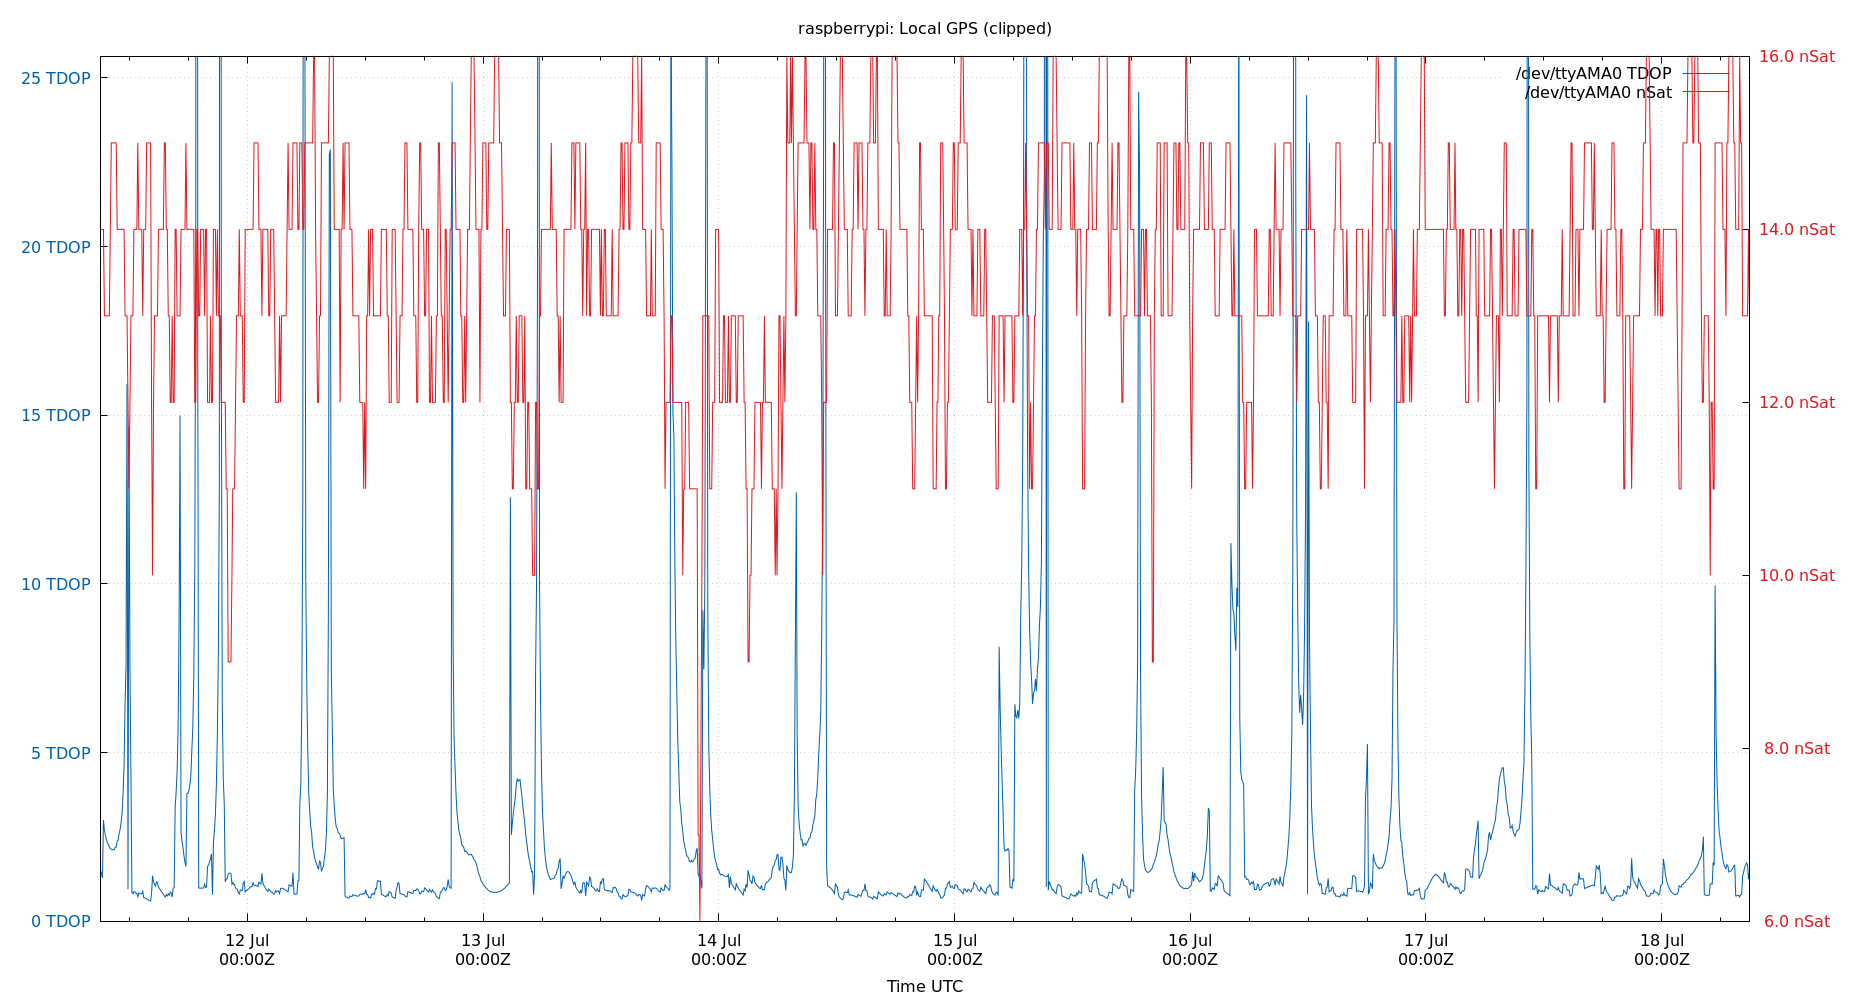 raspberrypi: Local GPS (clipped)
25 TDOP
20 TDOP
15 TDOP
10 TDOP
5 TDOP
0 TDOP
16.0 nSat
14.0 nSat
12.0 nSat
10.0 nSat
8.0 nSat
6.0 nSat
/dev/ttyAMA0 TDOP
/dev/ttyAMA0 nSat
12 Jul 13 Jul 14 Jul 15 Jul 16 Jul 17 Jul 18 Jul
00:00Z 00:00Z 00:00Z 00:00Z 00:00Z 00:00Z 00:00Z
Time UTC